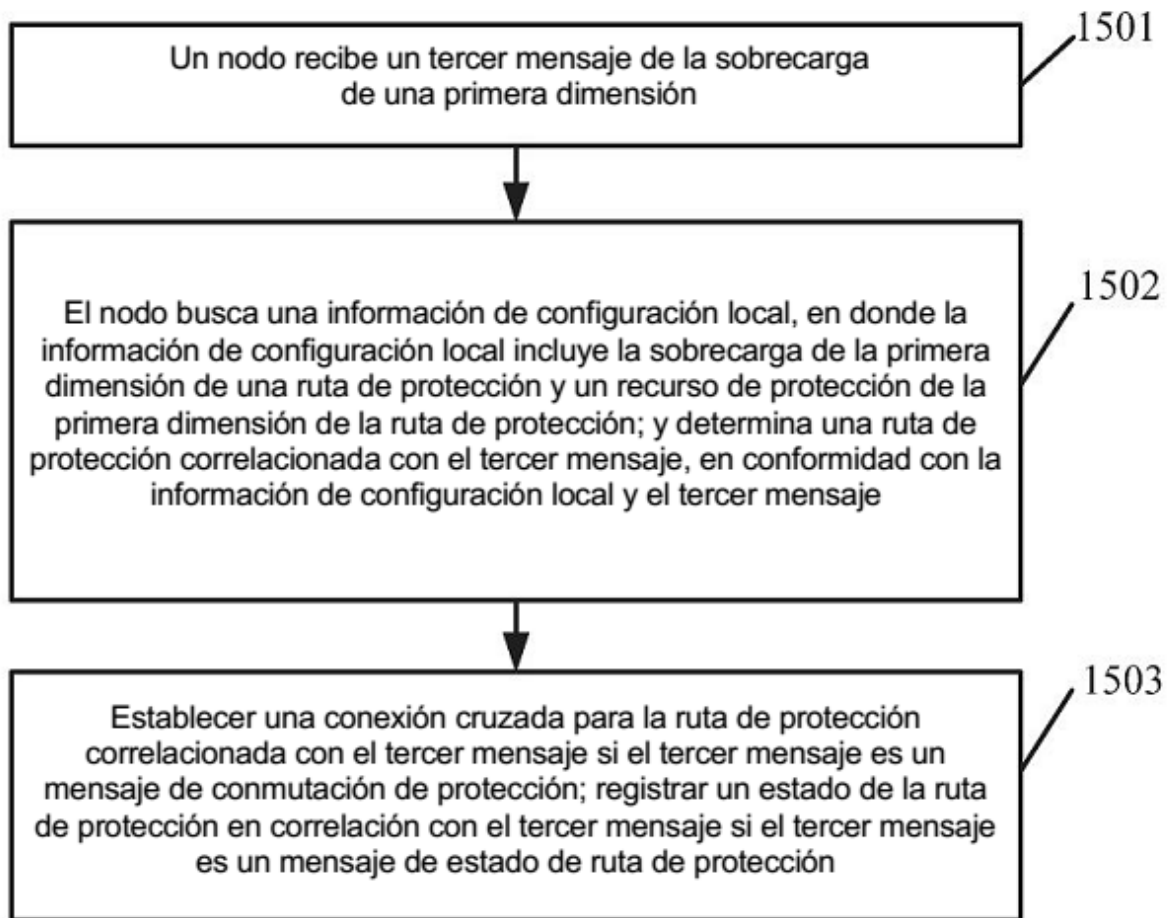 1501
Un nodo recibe un tercer mensaje de la sobrecarga
de una primera dimensión
1502
El nodo busca una información de configuración local, en donde la
información de configuración local incluye la sobrecarga de la primera
dimensión de una ruta de protección y un recurso de protección de la
primera dimensión de la ruta de protección; y determina una ruta de
protección correlacionada con el tercer mensaje, en conformidad con la
información de configuración local y el tercer mensaje
1503
Establecer una conexión cruzada para la ruta de protección
correlacionada con el tercer mensaje si el tercer mensaje es un
mensaje de conmutación de protección; registrar un estado de la ruta
de protección en correlación con el tercer mensaje si el tercer mensaje
es un mensaje de estado de ruta de protección